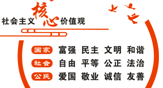 社会主义核心价值观
国家 富强 民主 文明 和谐
社会 自由 平等 公正 法治
公民 爱国 敬业 诚信 友善